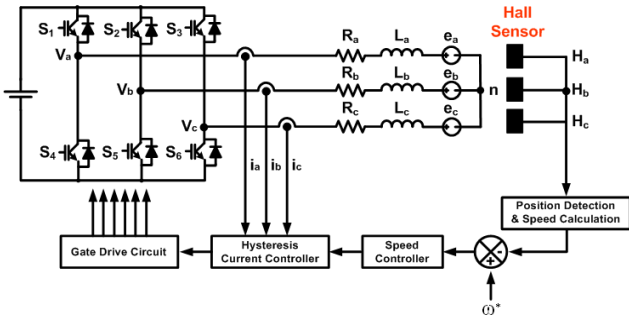 S1
S2
S3
Va
Vb
Vc
S4
S5
S6
Ra
La
ea
Rb
Lb
eb
Rc
Lc
ec
n
Hall
Sensor
Ha
Hb
Hc
ia
ib
ic
Position Detection
& Speed Calculation
Gate Drive Circuit
Hysteresis
Current Controller
Speed
Controller
-
+
ω*